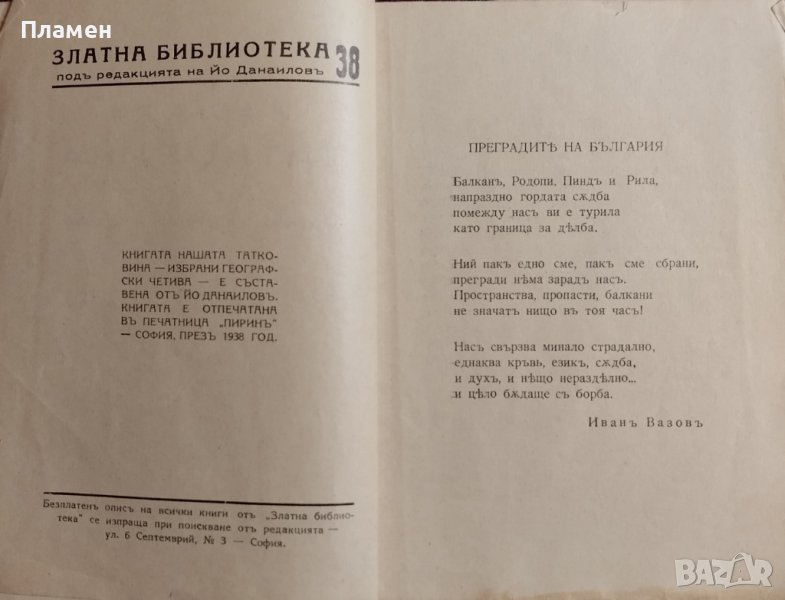 Пламен
ЗЛАТНА БИБЛИОТЕКА 38
подъ редакцията на Йо Данаиловъ
КНИГАТА НАШАТА ТАТКО-
ВИНА — ИЗБРАНИ ГЕОГРАФ-
СКИ ЧЕТИВА — Е СЪСТА-
ВЕНА ОТЪ ЙО ДАНАИЛОВЪ.
КНИГАТА Е ОТПЕЧАТАНА
ВЪ ПЕЧАТНИЦА „ПИРИНЪ"
— СОФИЯ, ПРЕЗЪ 1938 ГОД.
Безплатенъ описъ на всички книги отъ „Златна библио-
тека" се изпраща при поискване отъ редакцията —
ул. 6 Септемврий, № 3 — София.
ПРЕГРАДИТѢ НА БЪЛГАРИЯ
Балканъ, Родопи, Пиндъ и Рила,
напраздно гордата сѫдба
помежду насъ ви е турила
като граница за дѣлба.
Ний пакъ едно сме, пакъ сме сбрани,
прегради нѣма зарадъ насъ.
Пространства, пропасти, балкани
не значатъ нищо въ тоя часъ!
Насъ свързва минало страдално,
еднаква кръвь, езикъ, сѫдба,
и духъ, и нѣщо нераздѣлно...
и цѣло бѫдаще съ борба.
Иванъ Вазовъ
BAZAR